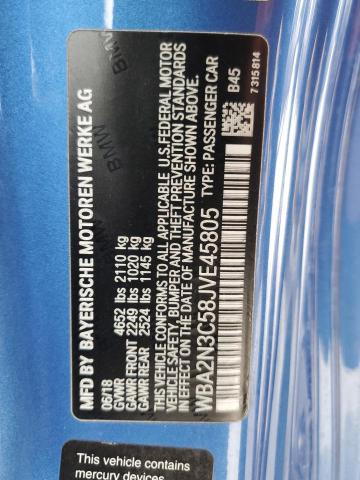 MFD BY BAYERISCHE MOTOREN WERKE AG
06/18
GVWR 4652 lbs 2110 kg
GAWR FRONT 2249 lbs 1020 kg
GAWR REAR 2524 lbs 1145 kg
THIS VEHICLE CONFORMS TO ALL APPLICABLE U.S.FEDERAL MOTOR
VEHICLE SAFETY, BUMPER AND THEFT PREVENTION STANDARDS
IN EFFECT ON THE DATE OF MANUFACTURE SHOWN ABOVE.
WBA2N3C58JVE45805 TYPE: PASSENGER CAR
B45
7 315 814
BMW
BMW
This vehicle contains
mercury devices